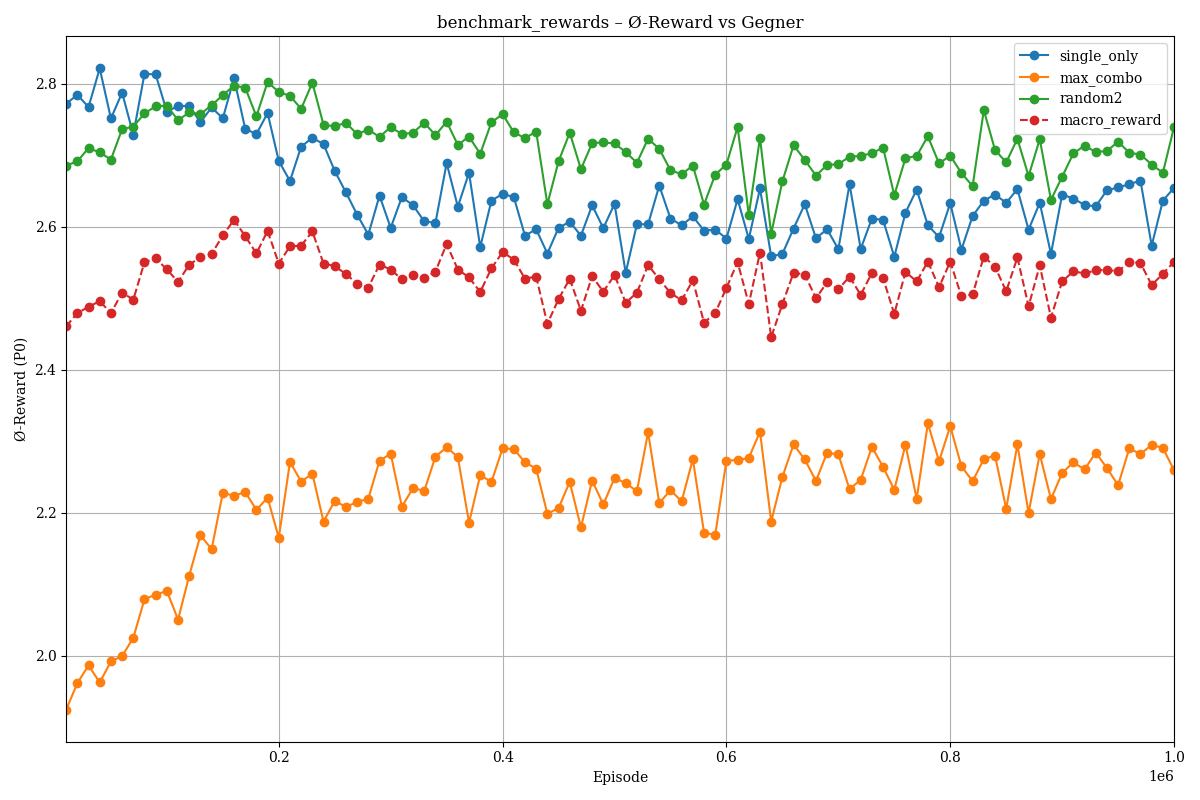 benchmark_rewards – Ø-Reward vs Gegner
single_only
max_combo
random2
macro_reward
Ø-Reward (P0)
2.8
2.6
2.4
2.2
2.0
0.2
0.4
0.6
0.8
1.0
Episode
1e6